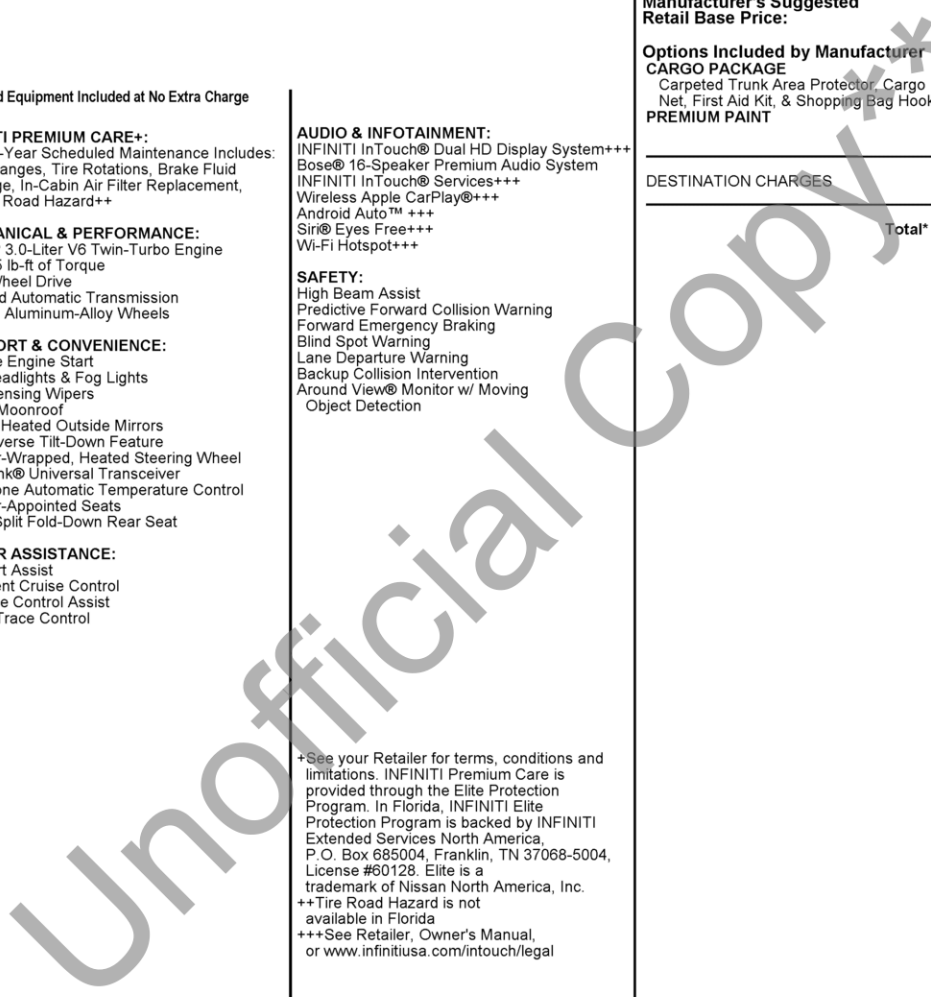 d Equipment Included at No Extra Charge
TI PREMIUM CARE+:
-Year Scheduled Maintenance Includes:
anges, Tire Rotations, Brake Fluid
ge, In-Cabin Air Filter Replacement,
Road Hazard++
ANICAL & PERFORMANCE:
3.0-Liter V6 Twin-Turbo Engine
5 lb-ft of Torque
Wheel Drive
d Automatic Transmission
Aluminum-Alloy Wheels
ORT & CONVENIENCE:
e Engine Start
eadlights & Fog Lights
ensing Wipers
Moonroof
Heated Outside Mirrors
verse Tilt-Down Feature
r-Wrapped, Heated Steering Wheel
nk® Universal Transceiver
one Automatic Temperature Control
r-Appointed Seats
Split Fold-Down Rear Seat
R ASSISTANCE:
rt Assist
ent Cruise Control
e Control Assist
Trace Control
AUDIO & INFOTAINMENT:
INFINITI InTouch® Dual HD Display System+++
Bose® 16-Speaker Premium Audio System
INFINITI InTouch® Services+++
Wireless Apple CarPlay®+++
Android Auto™ +++
Siri® Eyes Free+++
Wi-Fi Hotspot+++
SAFETY:
High Beam Assist
Predictive Forward Collision Warning
Forward Emergency Braking
Blind Spot Warning
Lane Departure Warning
Backup Collision Intervention
Around View® Monitor w/ Moving
Object Detection
+See your Retailer for terms, conditions and
limitations. INFINITI Premium Care is
provided through the Elite Protection
Program. In Florida, INFINITI Elite
Protection Program is backed by INFINITI
Extended Services North America,
P.O. Box 685004, Franklin, TN 37068-5004,
License #60128. Elite is a
trademark of Nissan North America, Inc.
++Tire Road Hazard is not
available in Florida
+++See Retailer, Owner's Manual,
or www.infinitiusa.com/intouch/legal
Manufacturer's Suggested
Retail Base Price:
Options Included by Manufacturer
CARGO PACKAGE
Carpeted Trunk Area Protector, Cargo
Net, First Aid Kit, & Shopping Bag Hook
PREMIUM PAINT
DESTINATION CHARGES
Total*
Unofficial Copy**